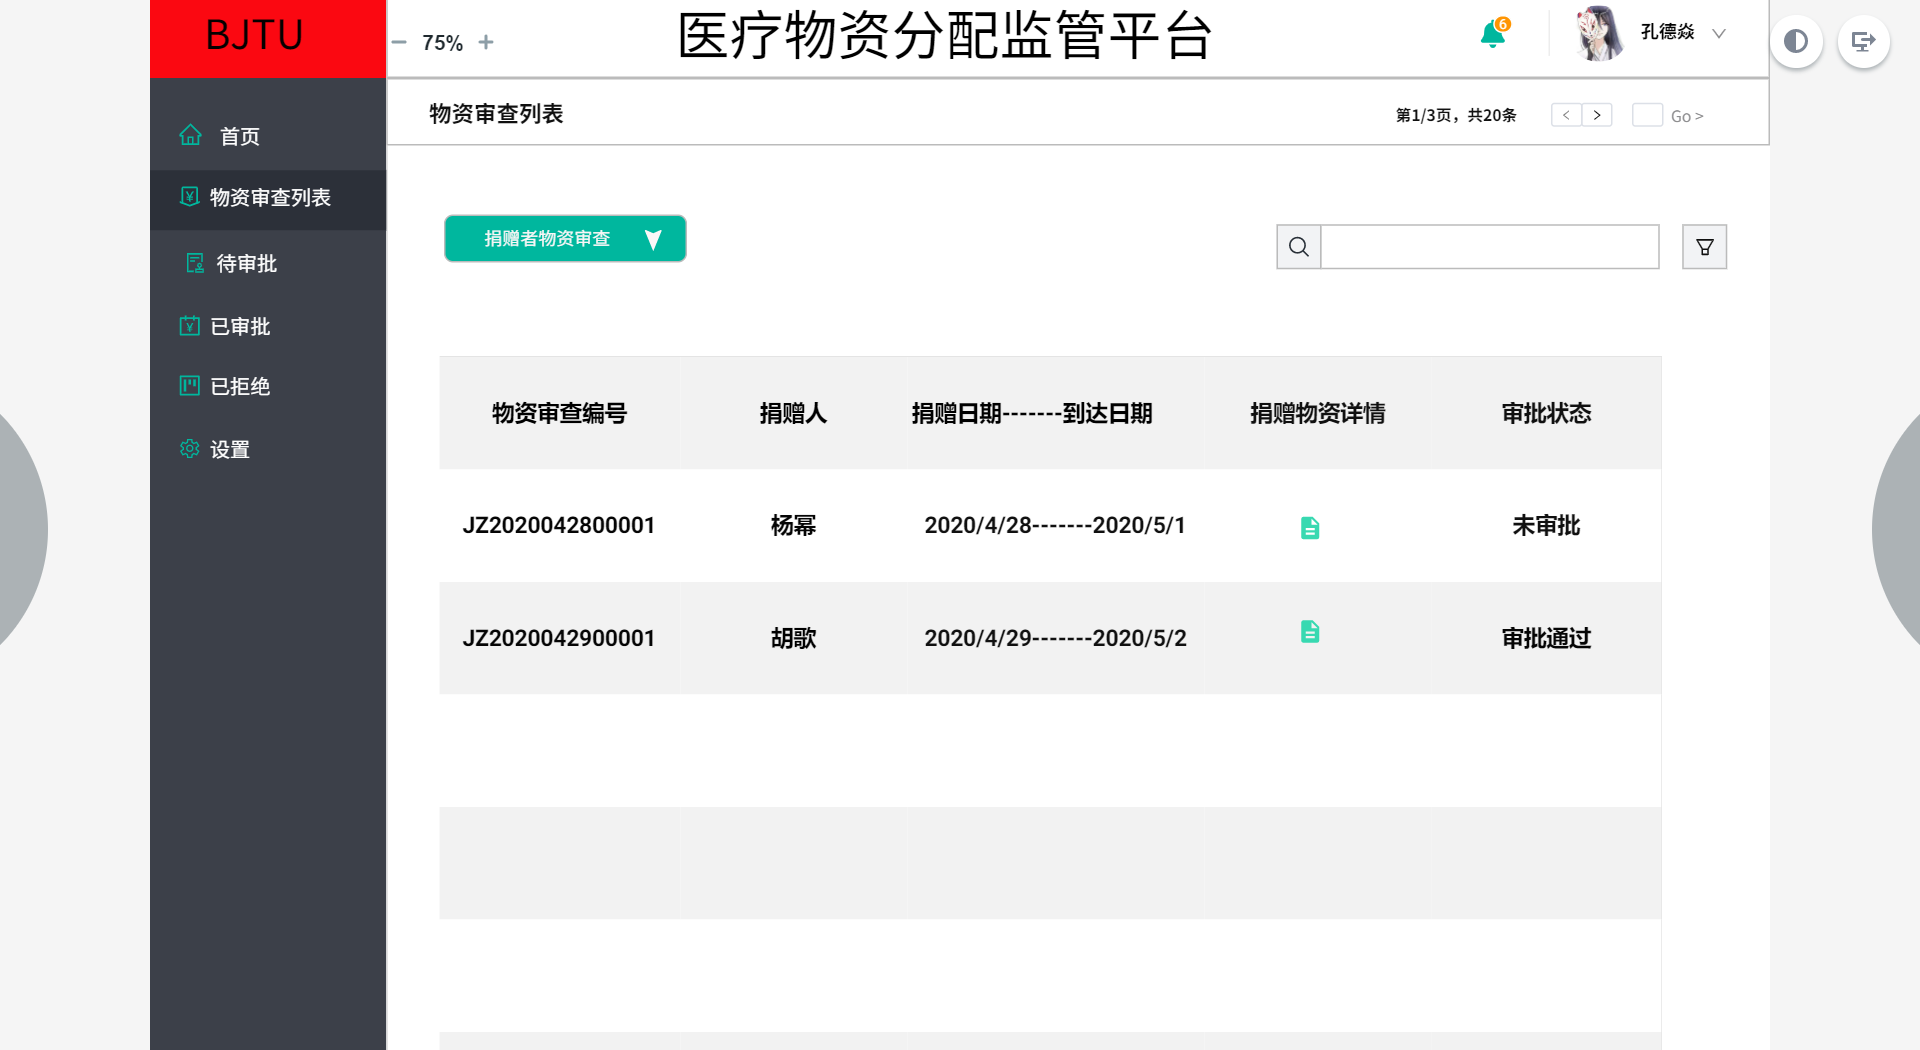 BJTU
75%
医疗物资分配监管平台
6
孔德焱
物资审查列表
第1/3页，共20条
<
>
Go >
首页
物资审查列表
待审批
已审批
已拒绝
设置
捐赠者物资审查
物资审查编号 捐赠人 捐赠日期-------到达日期 捐赠物资详情 审批状态
JZ2020042800001 杨幂 2020/4/28-------2020/5/1 未审批
JZ2020042900001 胡歌 2020/4/29-------2020/5/2 审批通过